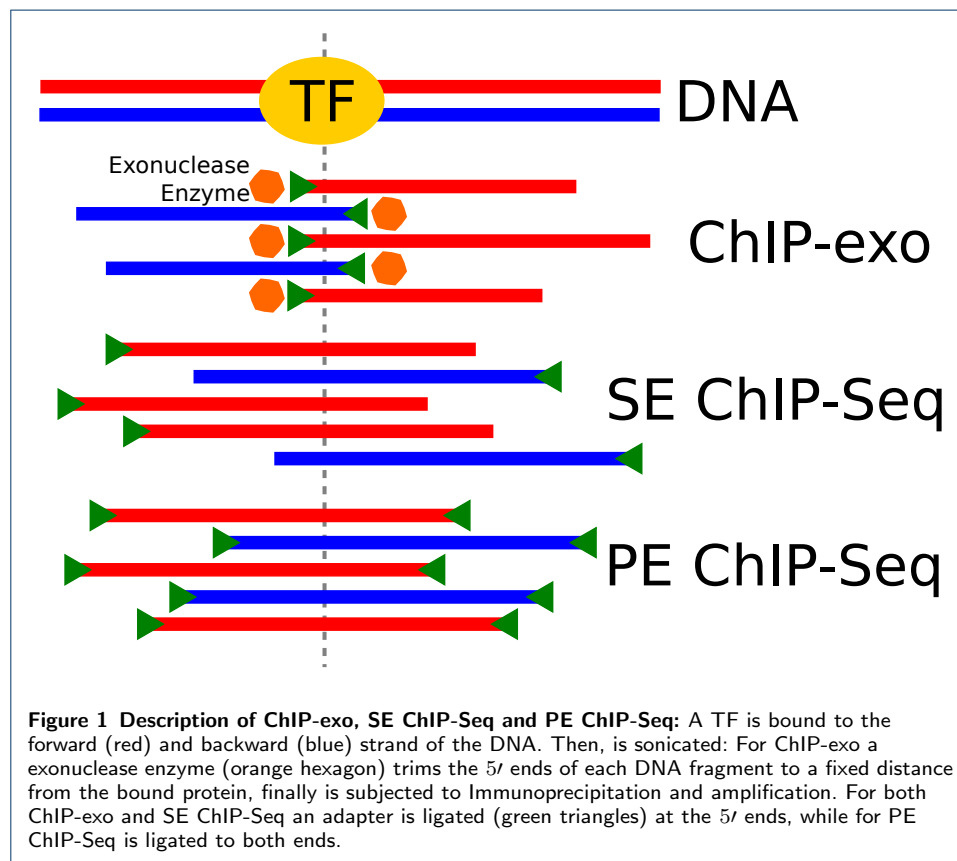 TF
DNA
Exonuclease
Enzyme
ChIP-exo
SE ChIP-Seq
PE ChIP-Seq
Figure 1 Description of ChIP-exo, SE ChIP-Seq and PE ChIP-Seq: A TF is bound to the
forward (red) and backward (blue) strand of the DNA. Then, is sonicated: For ChIP-exo a
exonuclease enzyme (orange hexagon) trims the 5′ ends of each DNA fragment to a fixed distance
from the bound protein, finally is subjected to Immunoprecipitation and amplification. For both
ChIP-exo and SE ChIP-Seq an adapter is ligated (green triangles) at the 5′ ends, while for PE
ChIP-Seq is ligated to both ends.